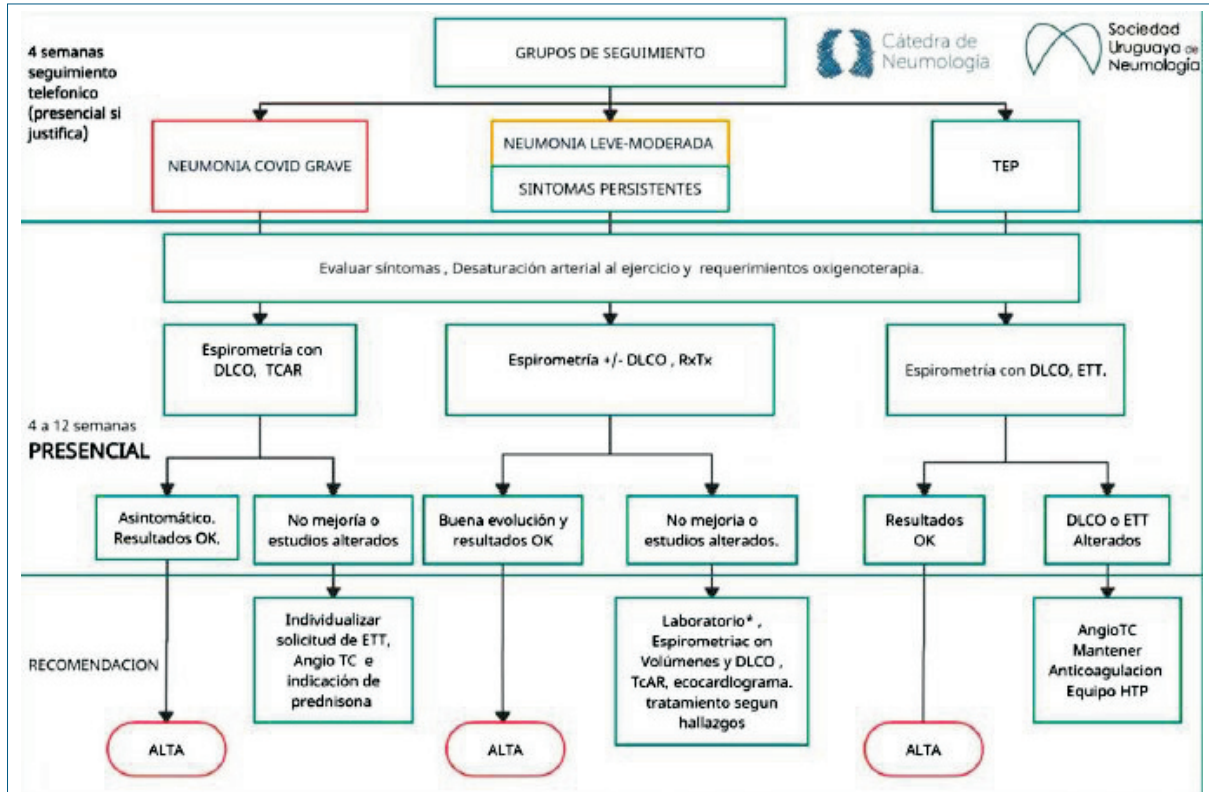 4 semanas
seguimiento
telefonico
(presencial si
justifica)
GRUPOS DE SEGUIMIENTO
Cátedra de
Neumología
Sociedad
Uruguaya de
Neumología
NEUMONIA COVID GRAVE
NEUMONIA LEVE-MODERADA
SINTOMAS PERSISTENTES
TEP
Evaluar síntomas , Desaturación arterial al ejercicio y requerimientos oxigenoterapia.
4 a 12 semanas
PRESENCIAL
Espirometría con
DLCO, TCAR
Espirometría +/- DLCO , RxTx
Espirometría con DLCO, ETT.
Asintomático.
Resultados OK.
No mejoría o
estudios alterados
Buena evolución y
resultados OK
No mejoria o
estudios alterados.
Resultados
OK
DLCO o ETT
Alterados
RECOMENDACION
Individualizar
solicitud de ETT,
Angio TC e
indicación de
prednisona
Laboratorio* ,
Espirometriac on
Volúmenes y DLCO ,
TcAR, ecocardiograma.
tratamiento segun
hallazgos
AngioTC
Mantener
Anticoagulacion
Equipo HTP
ALTA
ALTA
ALTA